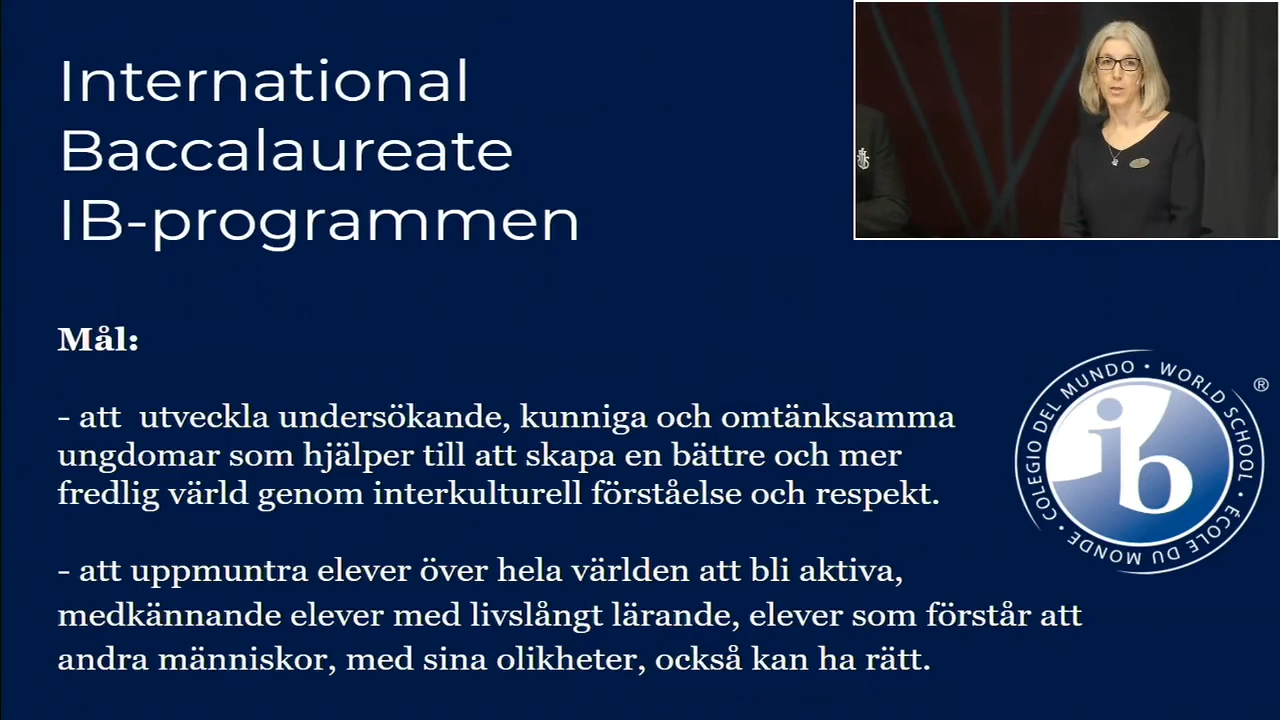 International
Baccalaureate
IB-programmen
Mål:
- att  utveckla undersökande, kunniga och omtänksamma
ungdomar som hjälper till att skapa en bättre och mer
fredlig värld genom interkulturell förståelse och respekt.
- att uppmuntra elever över hela världen att bli aktiva,
medkännande elever med livslångt lärande, elever som förstår att
andra människor, med sina olikheter, också kan ha rätt.
COLEGIO DEL MUNDO • WORLD SCHOOL • ÉCOLE DU MONDE •
®
ib